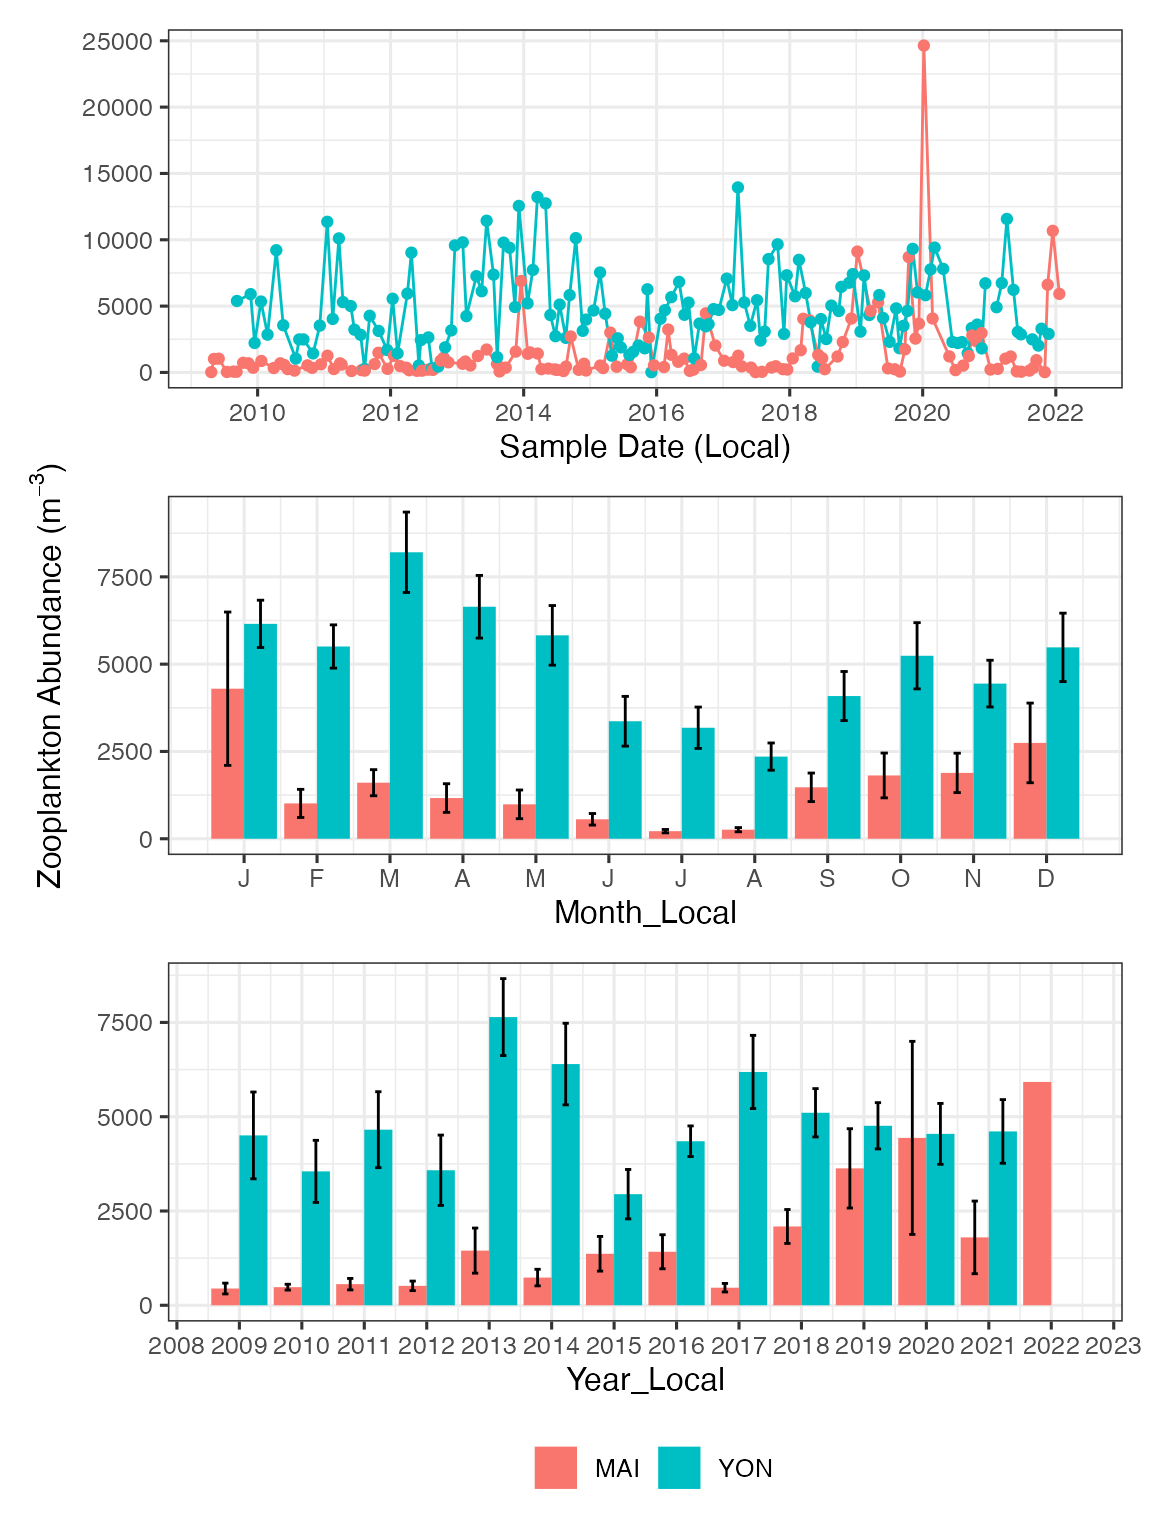 25000
20000
15000
10000
5000
0
2010 2012 2014 2016 2018 2020 2022
Sample Date (Local)
Zooplankton Abundance (m⁻³)
7500
5000
2500
0
J F M A M J J A S O N D
Month_Local
7500
5000
2500
0
2008 2009 2010 2011 2012 2013 2014 2015 2016 2017 2018 2019 2020 2021 2022 2023
Year_Local
MAI YON